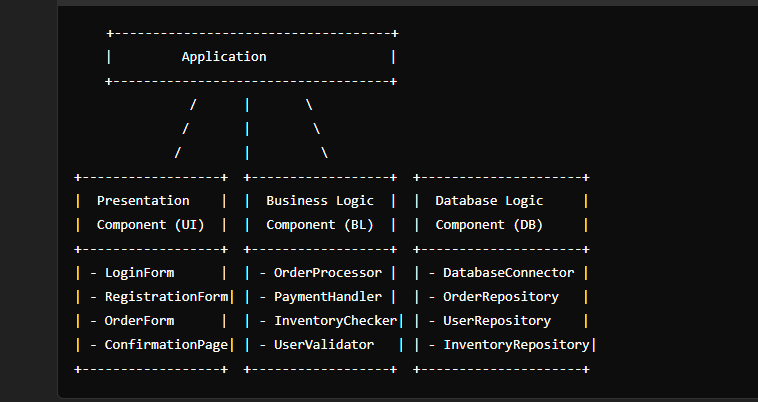 +------------------------------------+
|         Application                |
+------------------------------------+
/      |       \
/       |        \
/        |         \
+------------------+  +------------------+  +---------------------+
|  Presentation    |  |  Business Logic  |  |  Database Logic     |
|  Component (UI)  |  |  Component (BL)  |  |  Component (DB)     |
+------------------+  +------------------+  +---------------------+
| - LoginForm      |  | - OrderProcessor |  | - DatabaseConnector |
| - RegistrationForm| | - PaymentHandler |  | - OrderRepository   |
| - OrderForm      |  | - InventoryChecker| | - UserRepository    |
| - ConfirmationPage| | - UserValidator   | | - InventoryRepository|
+------------------+  +------------------+  +---------------------+